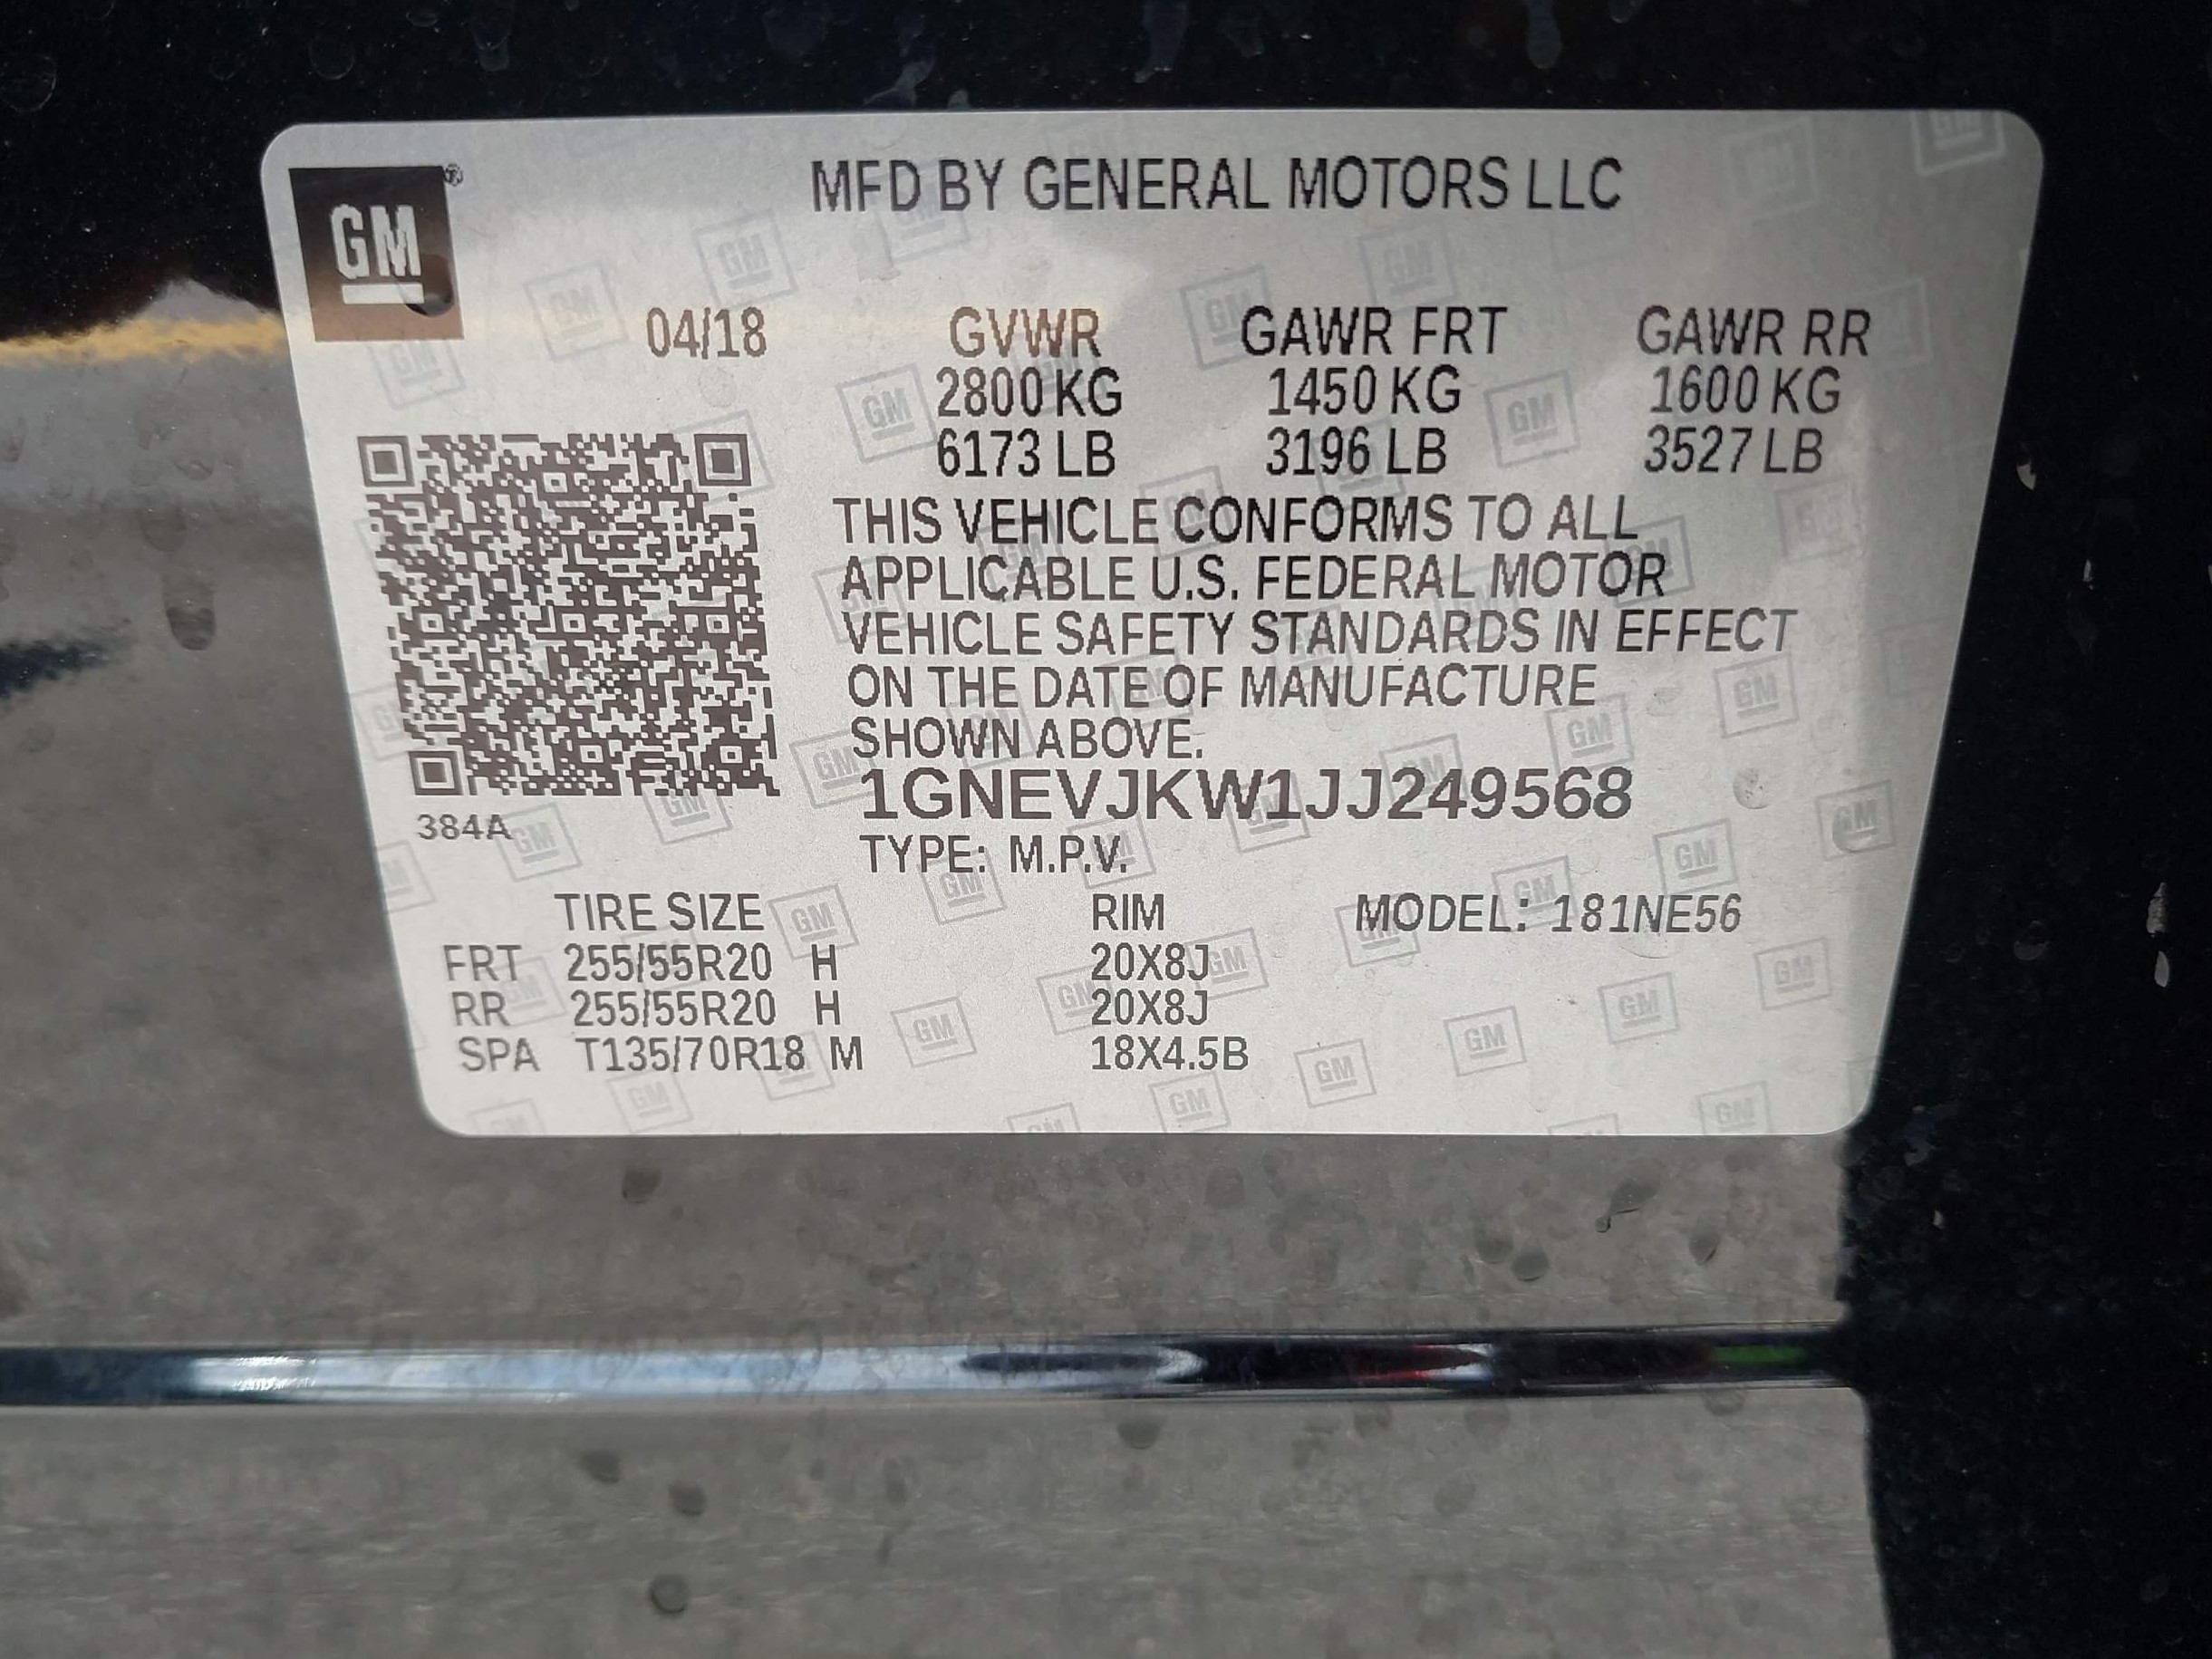 MFD BY GENERAL MOTORS LLC
GM®
04/18 GVWR GAWR FRT GAWR RR
2800 KG 1450 KG 1600 KG
6173 LB 3196 LB 3527 LB
THIS VEHICLE CONFORMS TO ALL
APPLICABLE U.S. FEDERAL MOTOR
VEHICLE SAFETY STANDARDS IN EFFECT
ON THE DATE OF MANUFACTURE
SHOWN ABOVE.
1GNEVJKW1JJ249568
384A
TYPE: M.P.V.
TIRE SIZE RIM MODEL: 181NE56
FRT 255/55R20 H 20X8J
RR 255/55R20 H 20X8J
SPA T135/70R18 M 18X4.5B